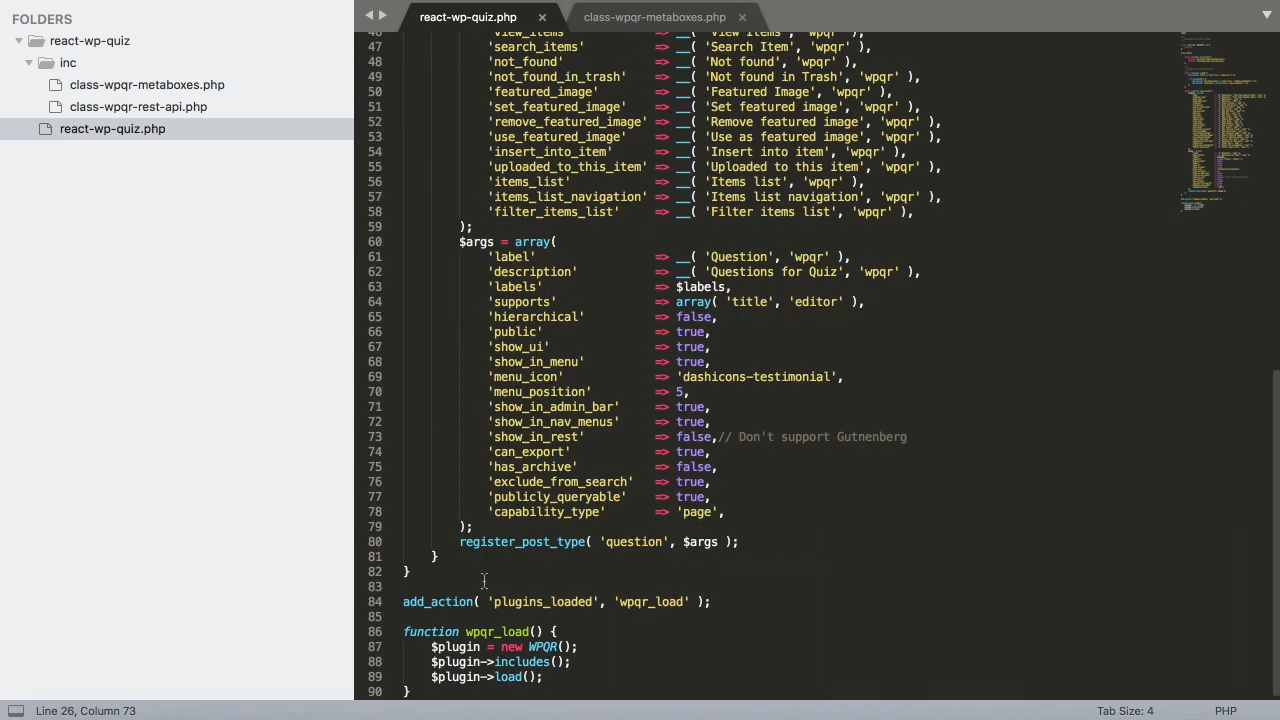 FOLDERS
react-wp-quiz
inc
class-wpqr-metaboxes.php
class-wpqr-rest-api.php
react-wp-quiz.php
react-wp-quiz.php × class-wpqr-metaboxes.php ×
'view_items' => __( 'View Items', 'wpqr' ),
47 'search_items' => __( 'Search Item', 'wpqr' ),
48 'not_found' => __( 'Not found', 'wpqr' ),
49 'not_found_in_trash' => __( 'Not found in Trash', 'wpqr' ),
50 'featured_image' => __( 'Featured Image', 'wpqr' ),
51 'set_featured_image' => __( 'Set featured image', 'wpqr' ),
52 'remove_featured_image' => __( 'Remove featured image', 'wpqr' ),
53 'use_featured_image' => __( 'Use as featured image', 'wpqr' ),
54 'insert_into_item' => __( 'Insert into item', 'wpqr' ),
55 'uploaded_to_this_item' => __( 'Uploaded to this item', 'wpqr' ),
56 'items_list' => __( 'Items list', 'wpqr' ),
57 'items_list_navigation' => __( 'Items list navigation', 'wpqr' ),
58 'filter_items_list' => __( 'Filter items list', 'wpqr' ),
59 );
60 $args = array(
61 'label' => __( 'Question', 'wpqr' ),
62 'description' => __( 'Questions for Quiz', 'wpqr' ),
63 'labels' => $labels,
64 'supports' => array( 'title', 'editor' ),
65 'hierarchical' => false,
66 'public' => true,
67 'show_ui' => true,
68 'show_in_menu' => true,
69 'menu_icon' => 'dashicons-testimonial',
70 'menu_position' => 5,
71 'show_in_admin_bar' => true,
72 'show_in_nav_menus' => true,
73 'show_in_rest' => false,// Don't support Gutnenberg
74 'can_export' => true,
75 'has_archive' => false,
76 'exclude_from_search' => true,
77 'publicly_queryable' => true,
78 'capability_type' => 'page',
79 );
80 register_post_type( 'question', $args );
81 }
82 }
83
84 add_action( 'plugins_loaded', 'wpqr_load' );
85
86 function wpqr_load() {
87 $plugin = new WPQR();
88 $plugin->includes();
89 $plugin->load();
90 }
Line 26, Column 73 Tab Size: 4 PHP